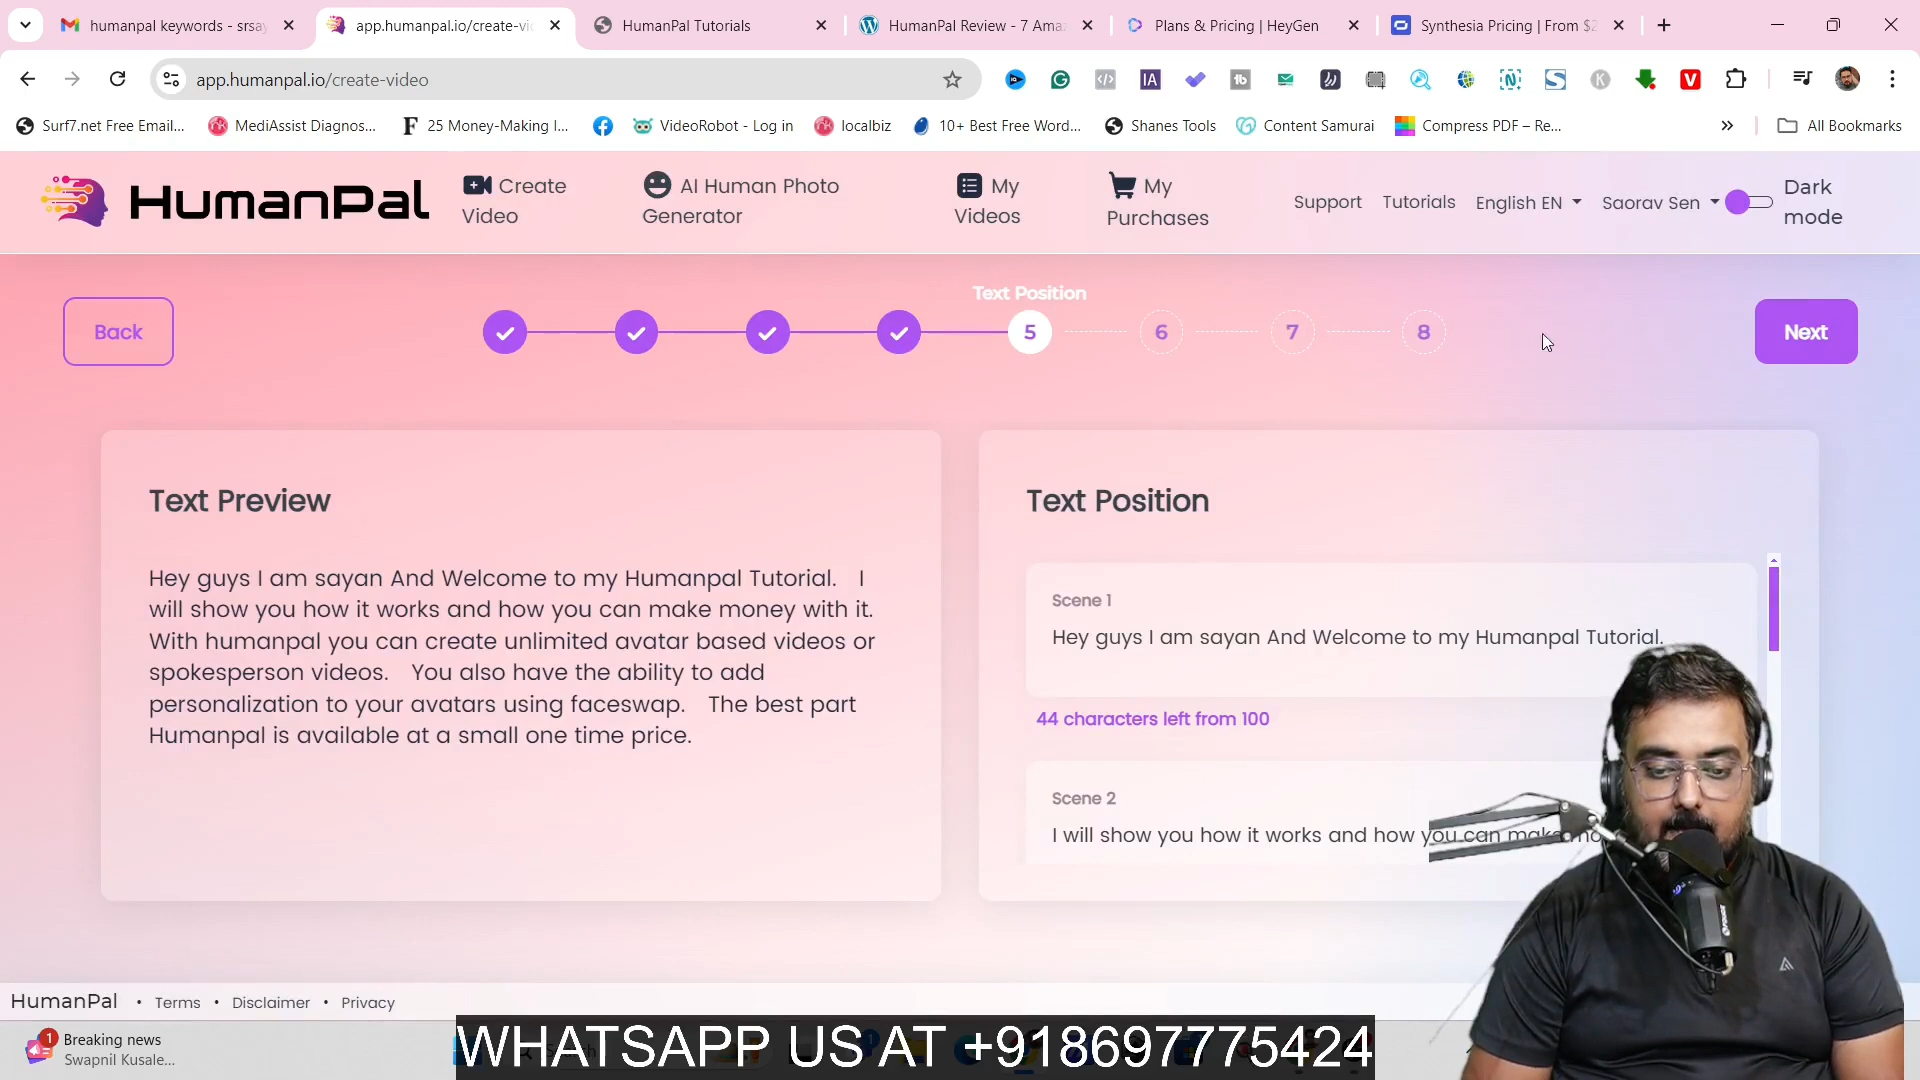 humanpal keywords - srsay
app.humanpal.io/create-vi
HumanPal Tutorials
HumanPal Review - 7 Amaz
Plans & Pricing | HeyGen
Synthesia Pricing | From $2
app.humanpal.io/create-video
Surf7.net Free Email...
MediAssist Diagnos...
25 Money-Making I...
VideoRobot - Log in
localbiz
10+ Best Free Word...
Shanes Tools
Content Samurai
Compress PDF – Re...
All Bookmarks
HumanPal
Create
Video
AI Human Photo
Generator
My
Videos
My
Purchases
Support
Tutorials
English EN
Saorav Sen
Dark
mode
Back
Text Position
5
6
7
8
Next
Text Preview
Hey guys I am sayan And Welcome to my Humanpal Tutorial. I
will show you how it works and how you can make money with it.
With humanpal you can create unlimited avatar based videos or
spokesperson videos. You also have the ability to add
personalization to your avatars using faceswap. The best part
Humanpal is available at a small one time price.
Text Position
Scene 1
Hey guys I am sayan And Welcome to my Humanpal Tutorial.
44 characters left from 100
Scene 2
I will show you how it works and how you can make
HumanPal • Terms • Disclaimer • Privacy
1
Breaking news
Swapnil Kusale...
WHATSAPP US AT +918697775424